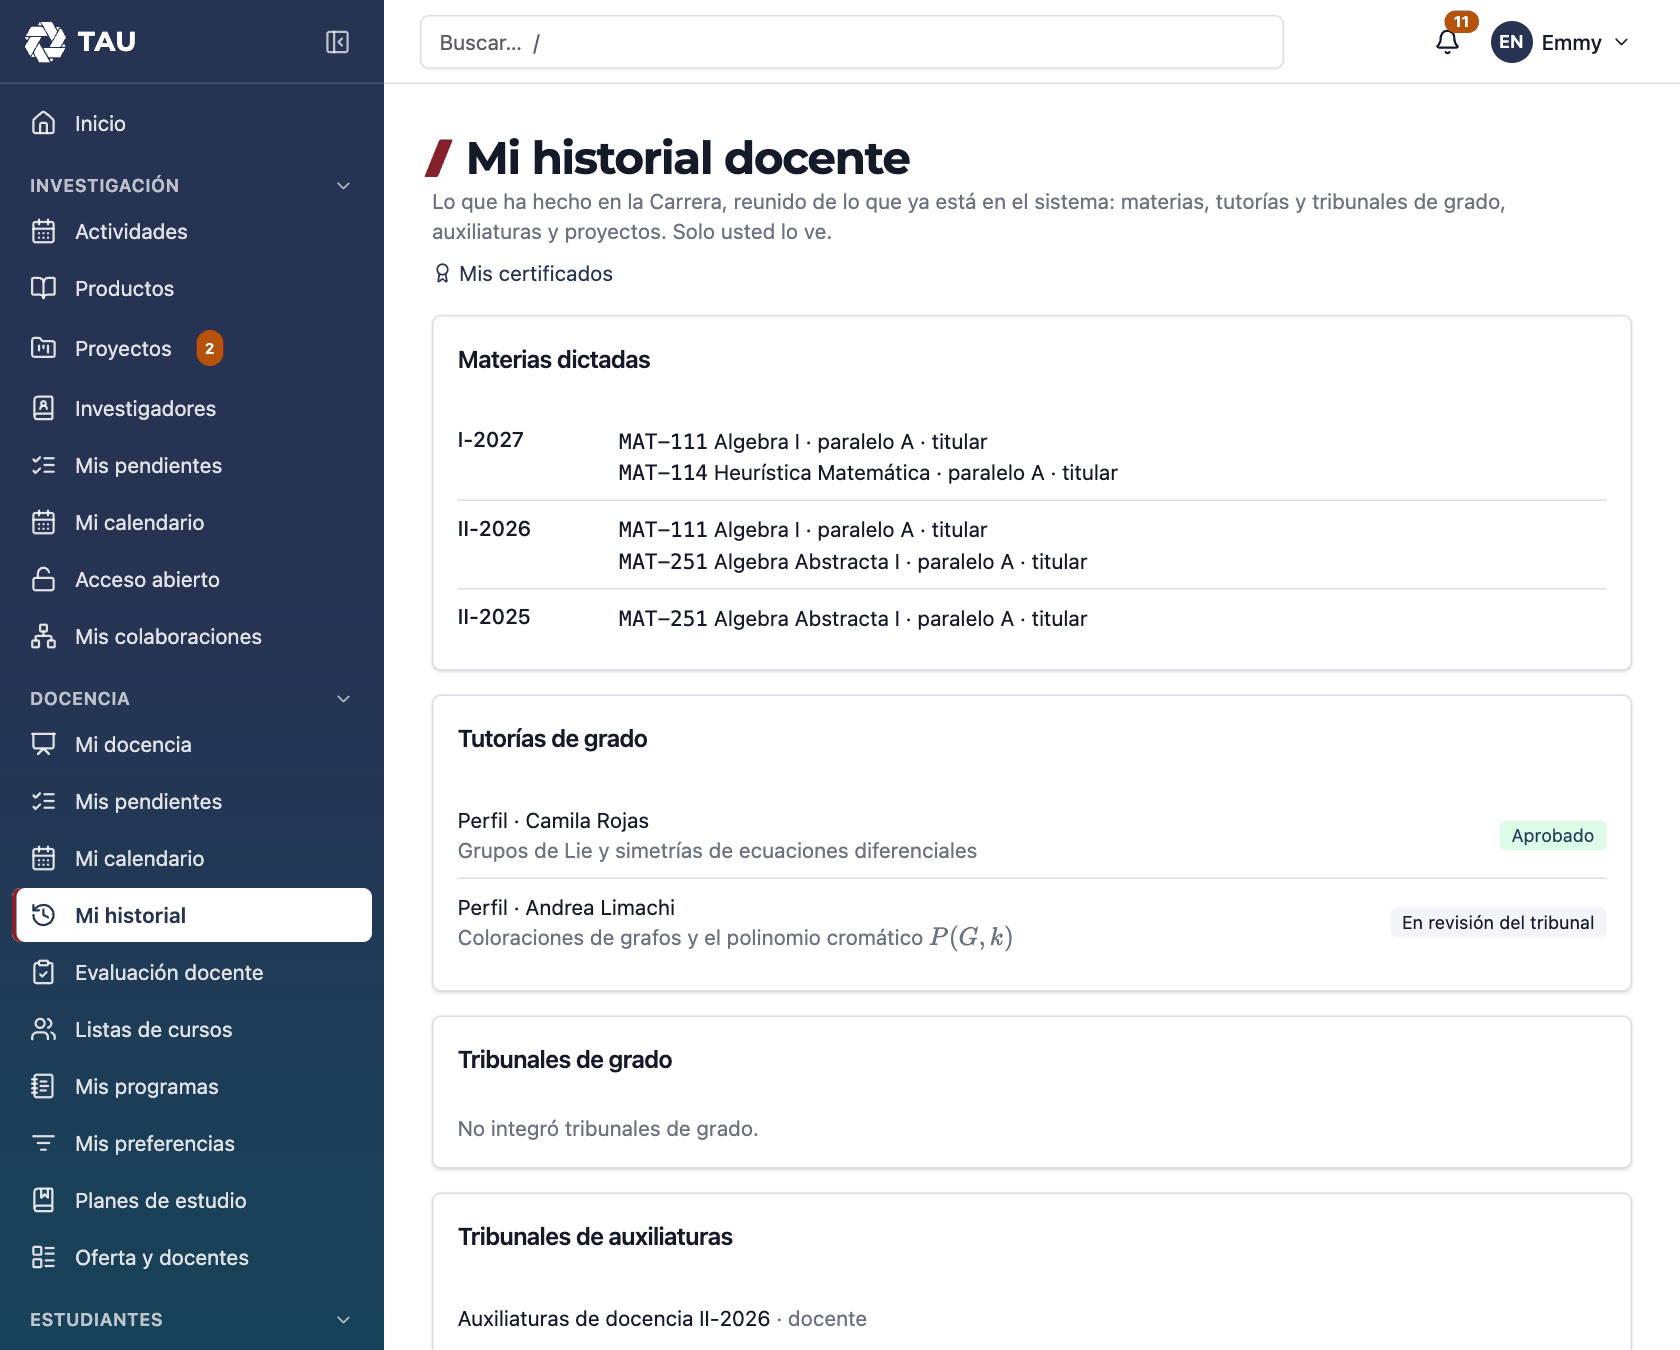 TAU
Buscar... /
11
EN
Emmy
Inicio
INVESTIGACIÓN
Actividades
Productos
Proyectos 2
Investigadores
Mis pendientes
Mi calendario
Acceso abierto
Mis colaboraciones
DOCENCIA
Mi docencia
Mis pendientes
Mi calendario
Mi historial
Evaluación docente
Listas de cursos
Mis programas
Mis preferencias
Planes de estudio
Oferta y docentes
ESTUDIANTES
Mi historial docente
Lo que ha hecho en la Carrera, reunido de lo que ya está en el sistema: materias, tutorías y tribunales de grado,
auxiliaturas y proyectos. Solo usted lo ve.
Mis certificados
Materias dictadas
I-2027
MAT-111 Algebra I · paralelo A · titular
MAT-114 Heurística Matemática · paralelo A · titular
II-2026
MAT-111 Algebra I · paralelo A · titular
MAT-251 Algebra Abstracta I · paralelo A · titular
II-2025
MAT-251 Algebra Abstracta I · paralelo A · titular
Tutorías de grado
Perfil · Camila Rojas
Grupos de Lie y simetrías de ecuaciones diferenciales
Aprobado
Perfil · Andrea Limachi
Coloraciones de grafos y el polinomio cromático P(G, k)
En revisión del tribunal
Tribunales de grado
No integró tribunales de grado.
Tribunales de auxiliaturas
Auxiliaturas de docencia II-2026 · docente